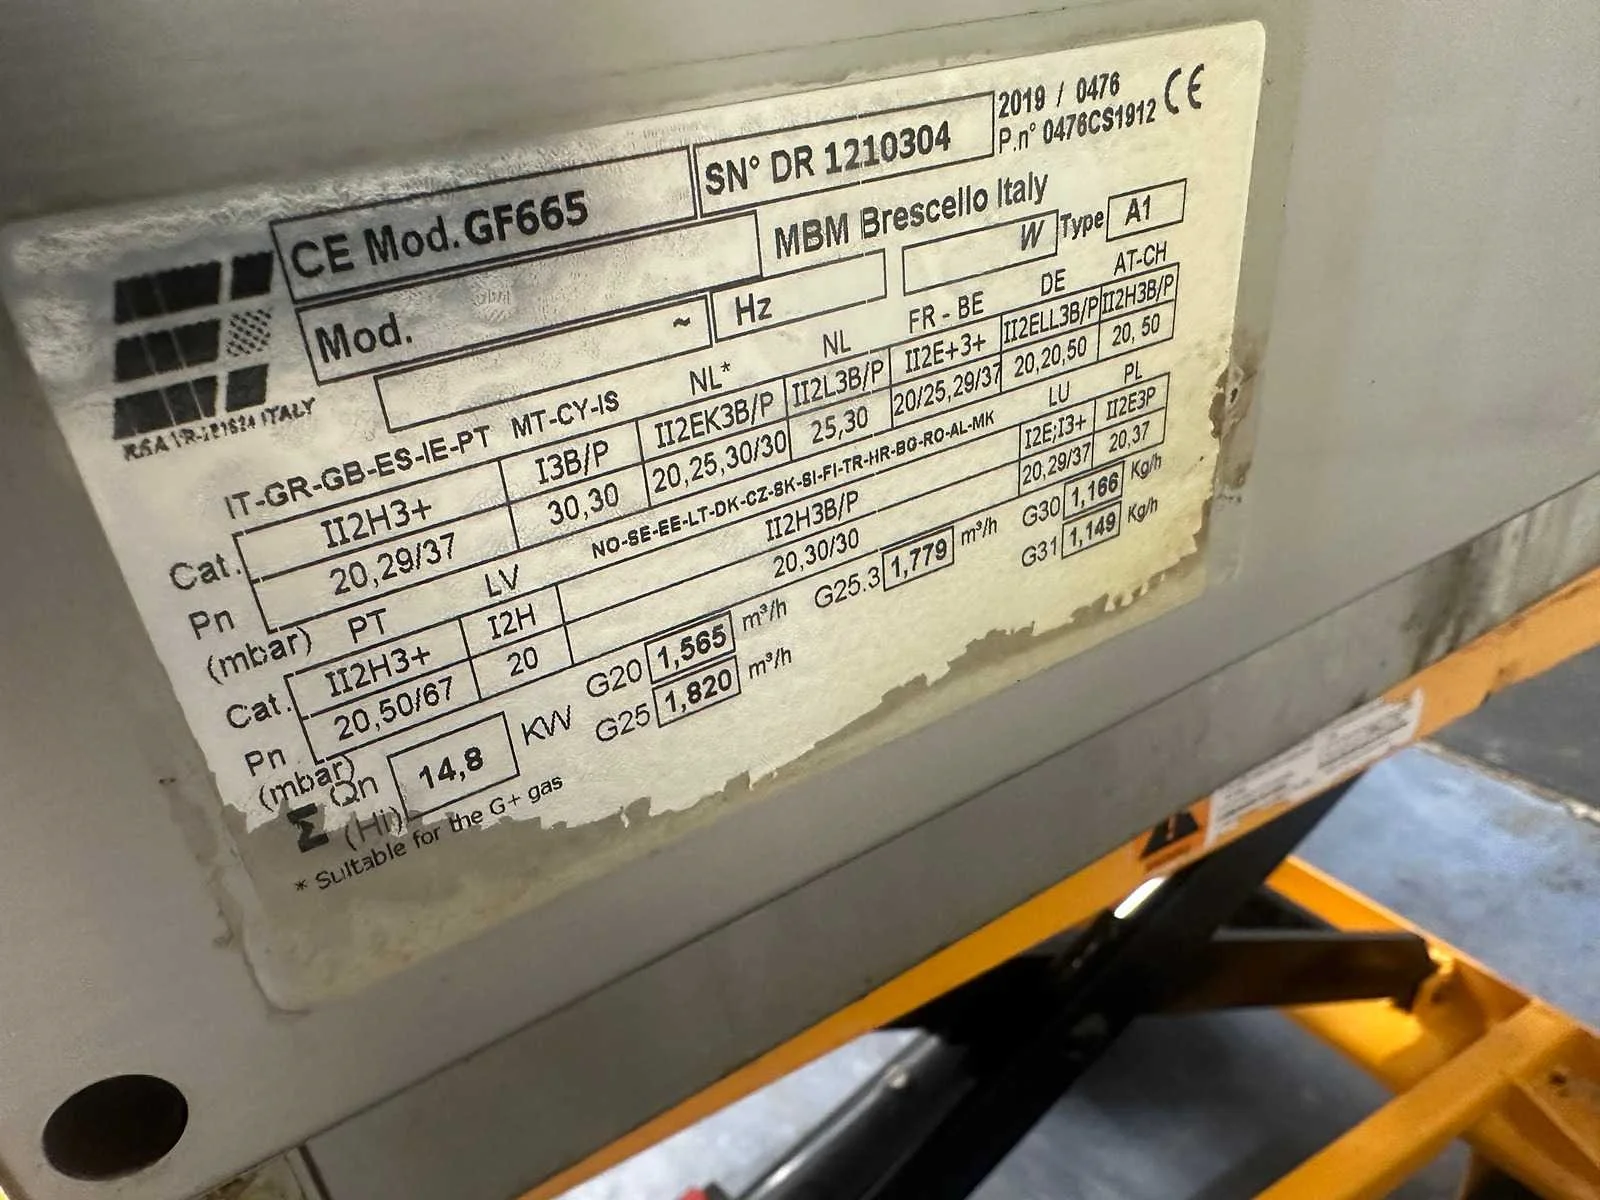 CE Mod. GF665
SN° DR 1210304
2019 / 0476
P.n° 0476CS1912
CE
Mod. ~
Hz
MBM Brescello Italy
W
Type A1
ITALY
IT-GR-GB-ES-IE-PT MT-CY-IS NL* NL FR - BE DE AT-CH
Cat. II2H3+ I3B/P II2EK3B/P II2L3B/P II2E+3+ II2ELL3B/P II2H3B/P
Pn (mbar) 20,29/37 30,30 20,25,30/30 25,30 20/25,29/37 20,20,50 20, 50
PT LV NO-SE-EE-LT-DK-CZ-SK-SI-FI-TR-HR-BG-RO-AL-MK LU PL
Cat. II2H3+ I2H II2H3B/P I2E;I3+ II2E3P
Pn (mbar) 20,50/67 20 20,30/30 20,29/37 20,37
Σ Qn (Hi) 14,8 KW
G20 1,565 m³/h
G25 1,820 m³/h
G25.3 1,779 m³/h
G30 1,166 Kg/h
G31 1,149 Kg/h
* Suitable for the G+ gas